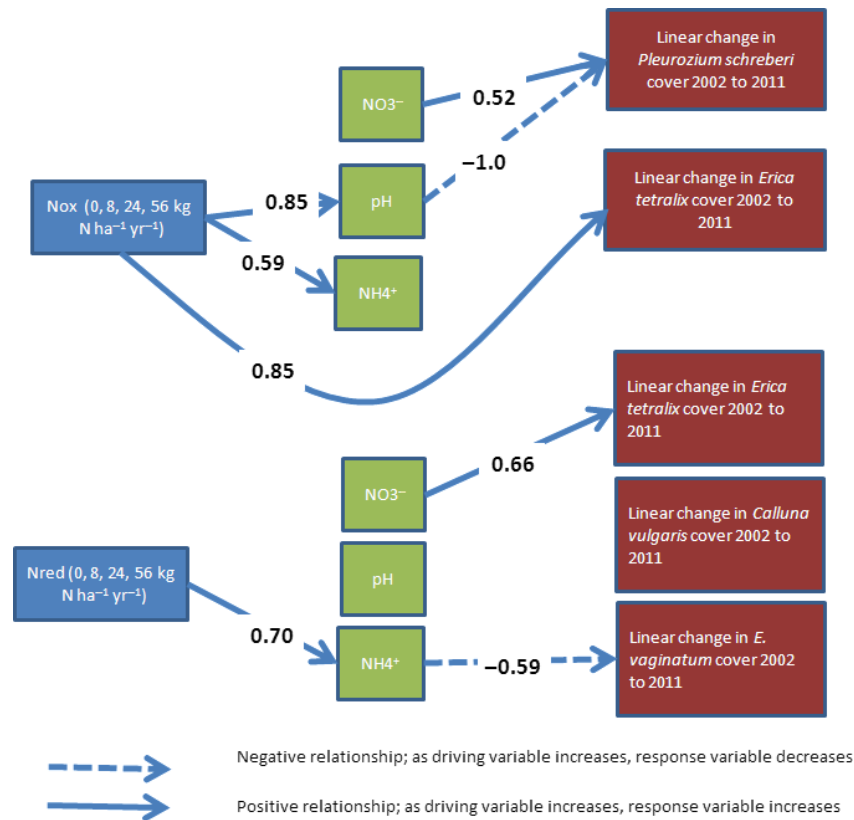 Linear change in
Pleurozium schreberi
cover 2002 to 2011
NO3⁻
0.52
−1.0
Nox (0, 8, 24, 56 kg
N ha⁻¹ yr⁻¹)
0.85
pH
Linear change in Erica
tetralix cover 2002 to
2011
0.59
NH4⁺
0.85
Linear change in Erica
tetralix cover 2002 to
2011
NO3⁻
0.66
Linear change in Calluna
vulgaris cover 2002 to
2011
Nred (0, 8, 24, 56 kg
N ha⁻¹ yr⁻¹)
pH
0.70
NH4⁺
−0.59
Linear change in E.
vaginatum cover 2002
to 2011
Negative relationship; as driving variable increases, response variable decreases
Positive relationship; as driving variable increases, response variable increases